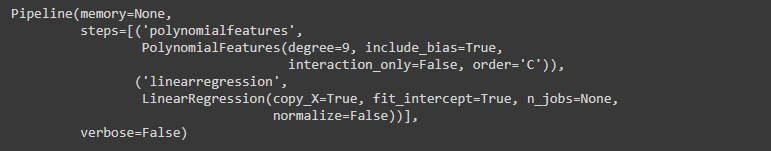 Pipeline(memory=None,
         steps=[('polynomialfeatures',
                 PolynomialFeatures(degree=9, include_bias=True,
                                    interaction_only=False, order='C')),
                ('linearregression',
                 LinearRegression(copy_X=True, fit_intercept=True, n_jobs=None,
                                  normalize=False))],
         verbose=False)